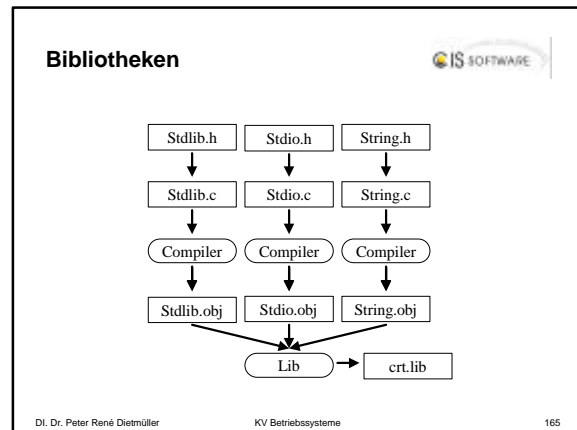 Bibliotheken
CIS SOFTWARE
Stdlib.h Stdio.h String.h
Stdlib.c Stdio.c String.c
Compiler Compiler Compiler
Stdlib.obj Stdio.obj String.obj
Lib crt.lib
DI. Dr. Peter René Dietmüller KV Betriebssysteme 165